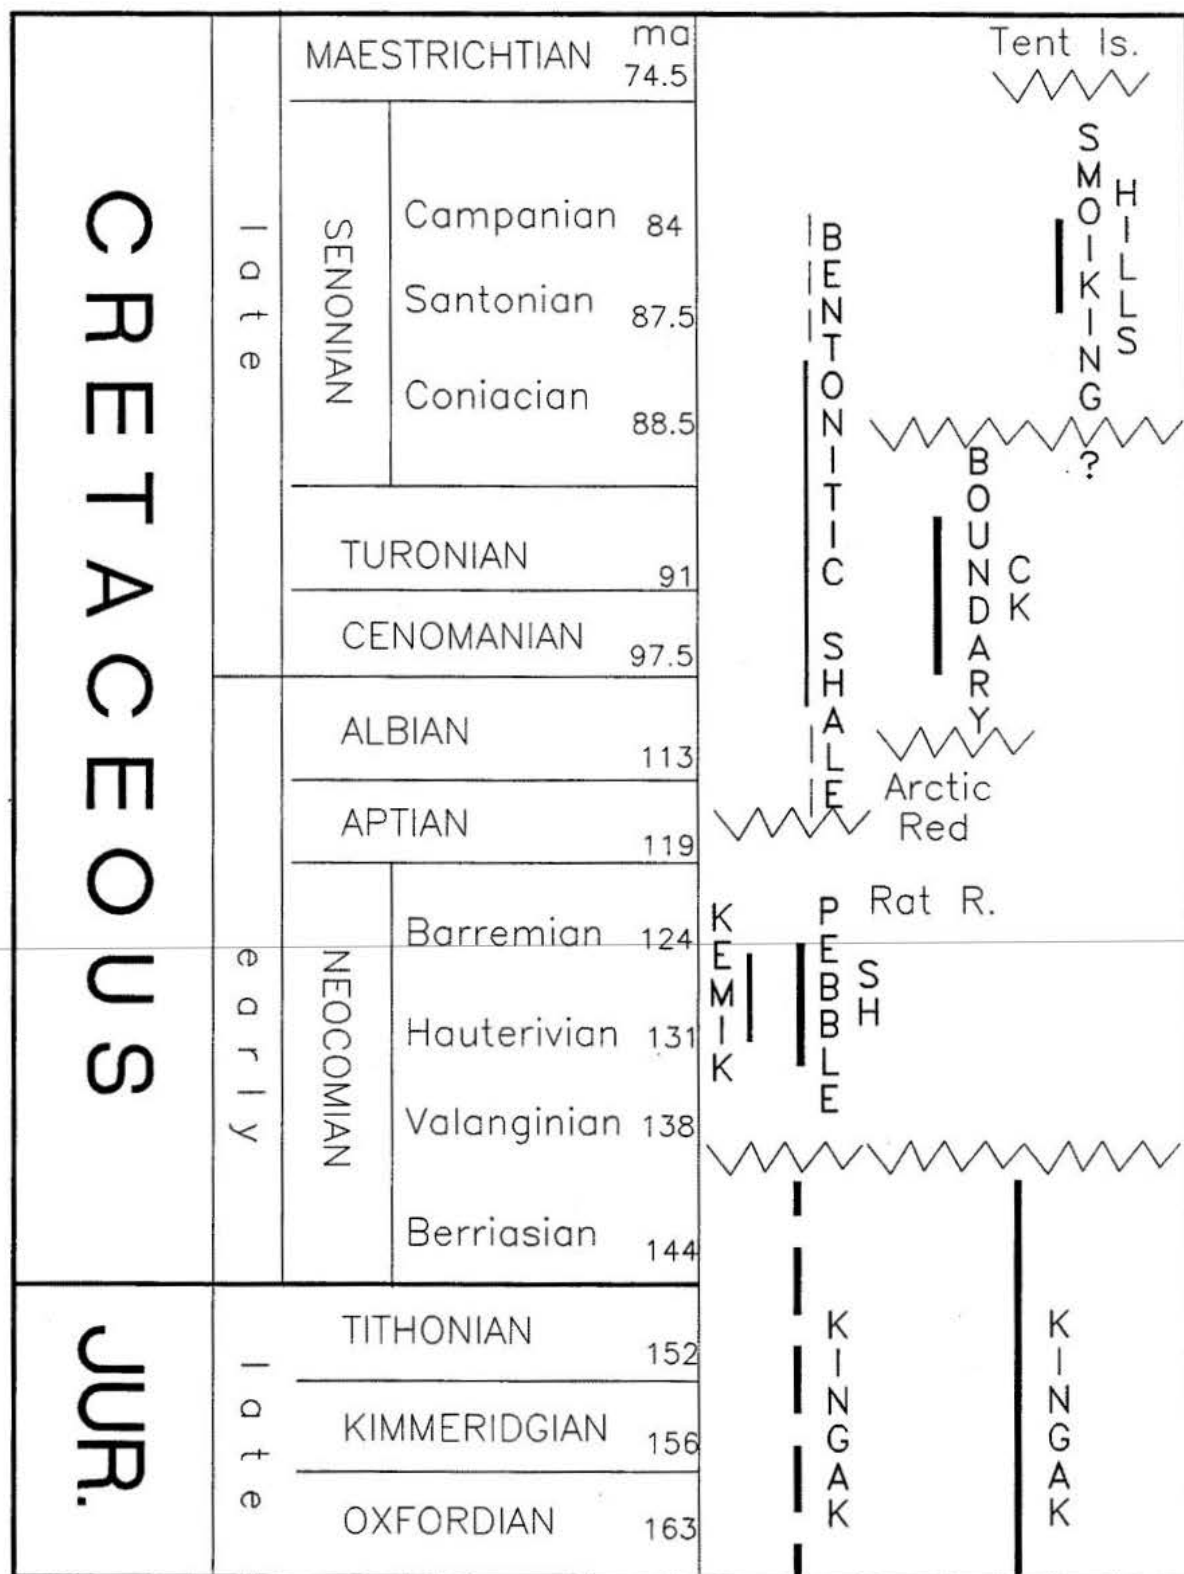 CRETACEOUS
JUR.
late
early
late
MAESTRICHTIAN
ma
74.5
SENONIAN
Campanian 84
Santonian 87.5
Coniacian 88.5
TURONIAN 91
CENOMANIAN 97.5
ALBIAN 113
APTIAN 119
NEOCOMIAN
Barremian 124
Hauterivian 131
Valanginian 138
Berriasian 144
TITHONIAN 152
KIMMERIDGIAN 156
OXFORDIAN 163
Tent Is.
SMOIKING
HILLS
?
BENTONITIC SHALE
BOUNDARY
CK
Arctic
Red
Rat R.
KEMIK
PEBBLE
SH
KINGAK
KINGAK